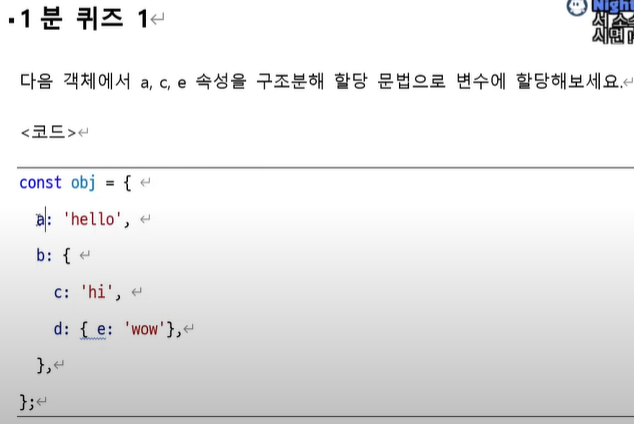 1분 퀴즈 1
Night
다음 객체에서 a, c, e 속성을 구조분해 할당 문법으로 변수에 할당해보세요.
<코드>
const obj = {
a: 'hello',
b: {
c: 'hi',
d: { e: 'wow'},
},
};